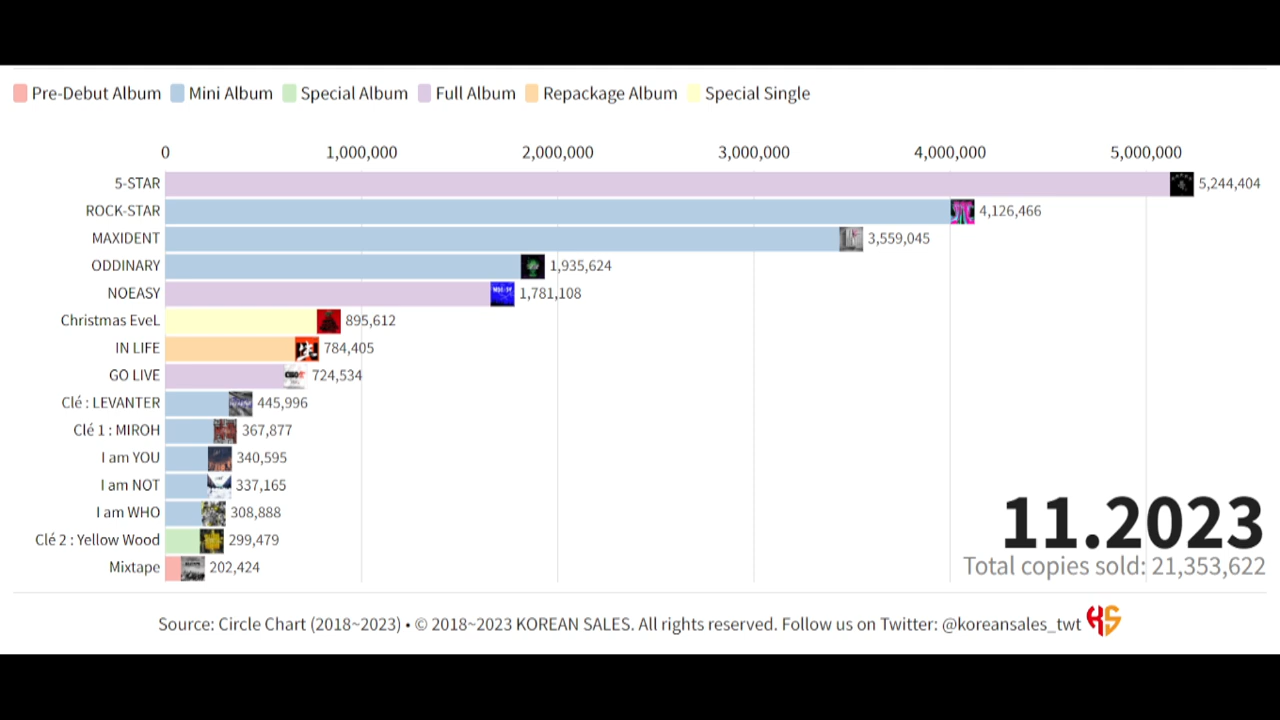 Pre-Debut Album Mini Album Special Album Full Album Repackage Album Special Single
0 1,000,000 2,000,000 3,000,000 4,000,000 5,000,000
5-STAR 5,244,404
ROCK-STAR 4,126,466
MAXIDENT 3,559,045
ODDINARY 1,935,624
NOEASY 1,781,108
Christmas EveL 895,612
IN LIFE 784,405
GO LIVE 724,534
Clé : LEVANTER 445,996
Clé 1 : MIROH 367,877
I am YOU 340,595
I am NOT 337,165
I am WHO 308,888
Clé 2 : Yellow Wood 299,479
Mixtape 202,424
11.2023
Total copies sold: 21,353,622
Source: Circle Chart (2018~2023) • © 2018~2023 KOREAN SALES. All rights reserved. Follow us on Twitter: @koreansales_twt